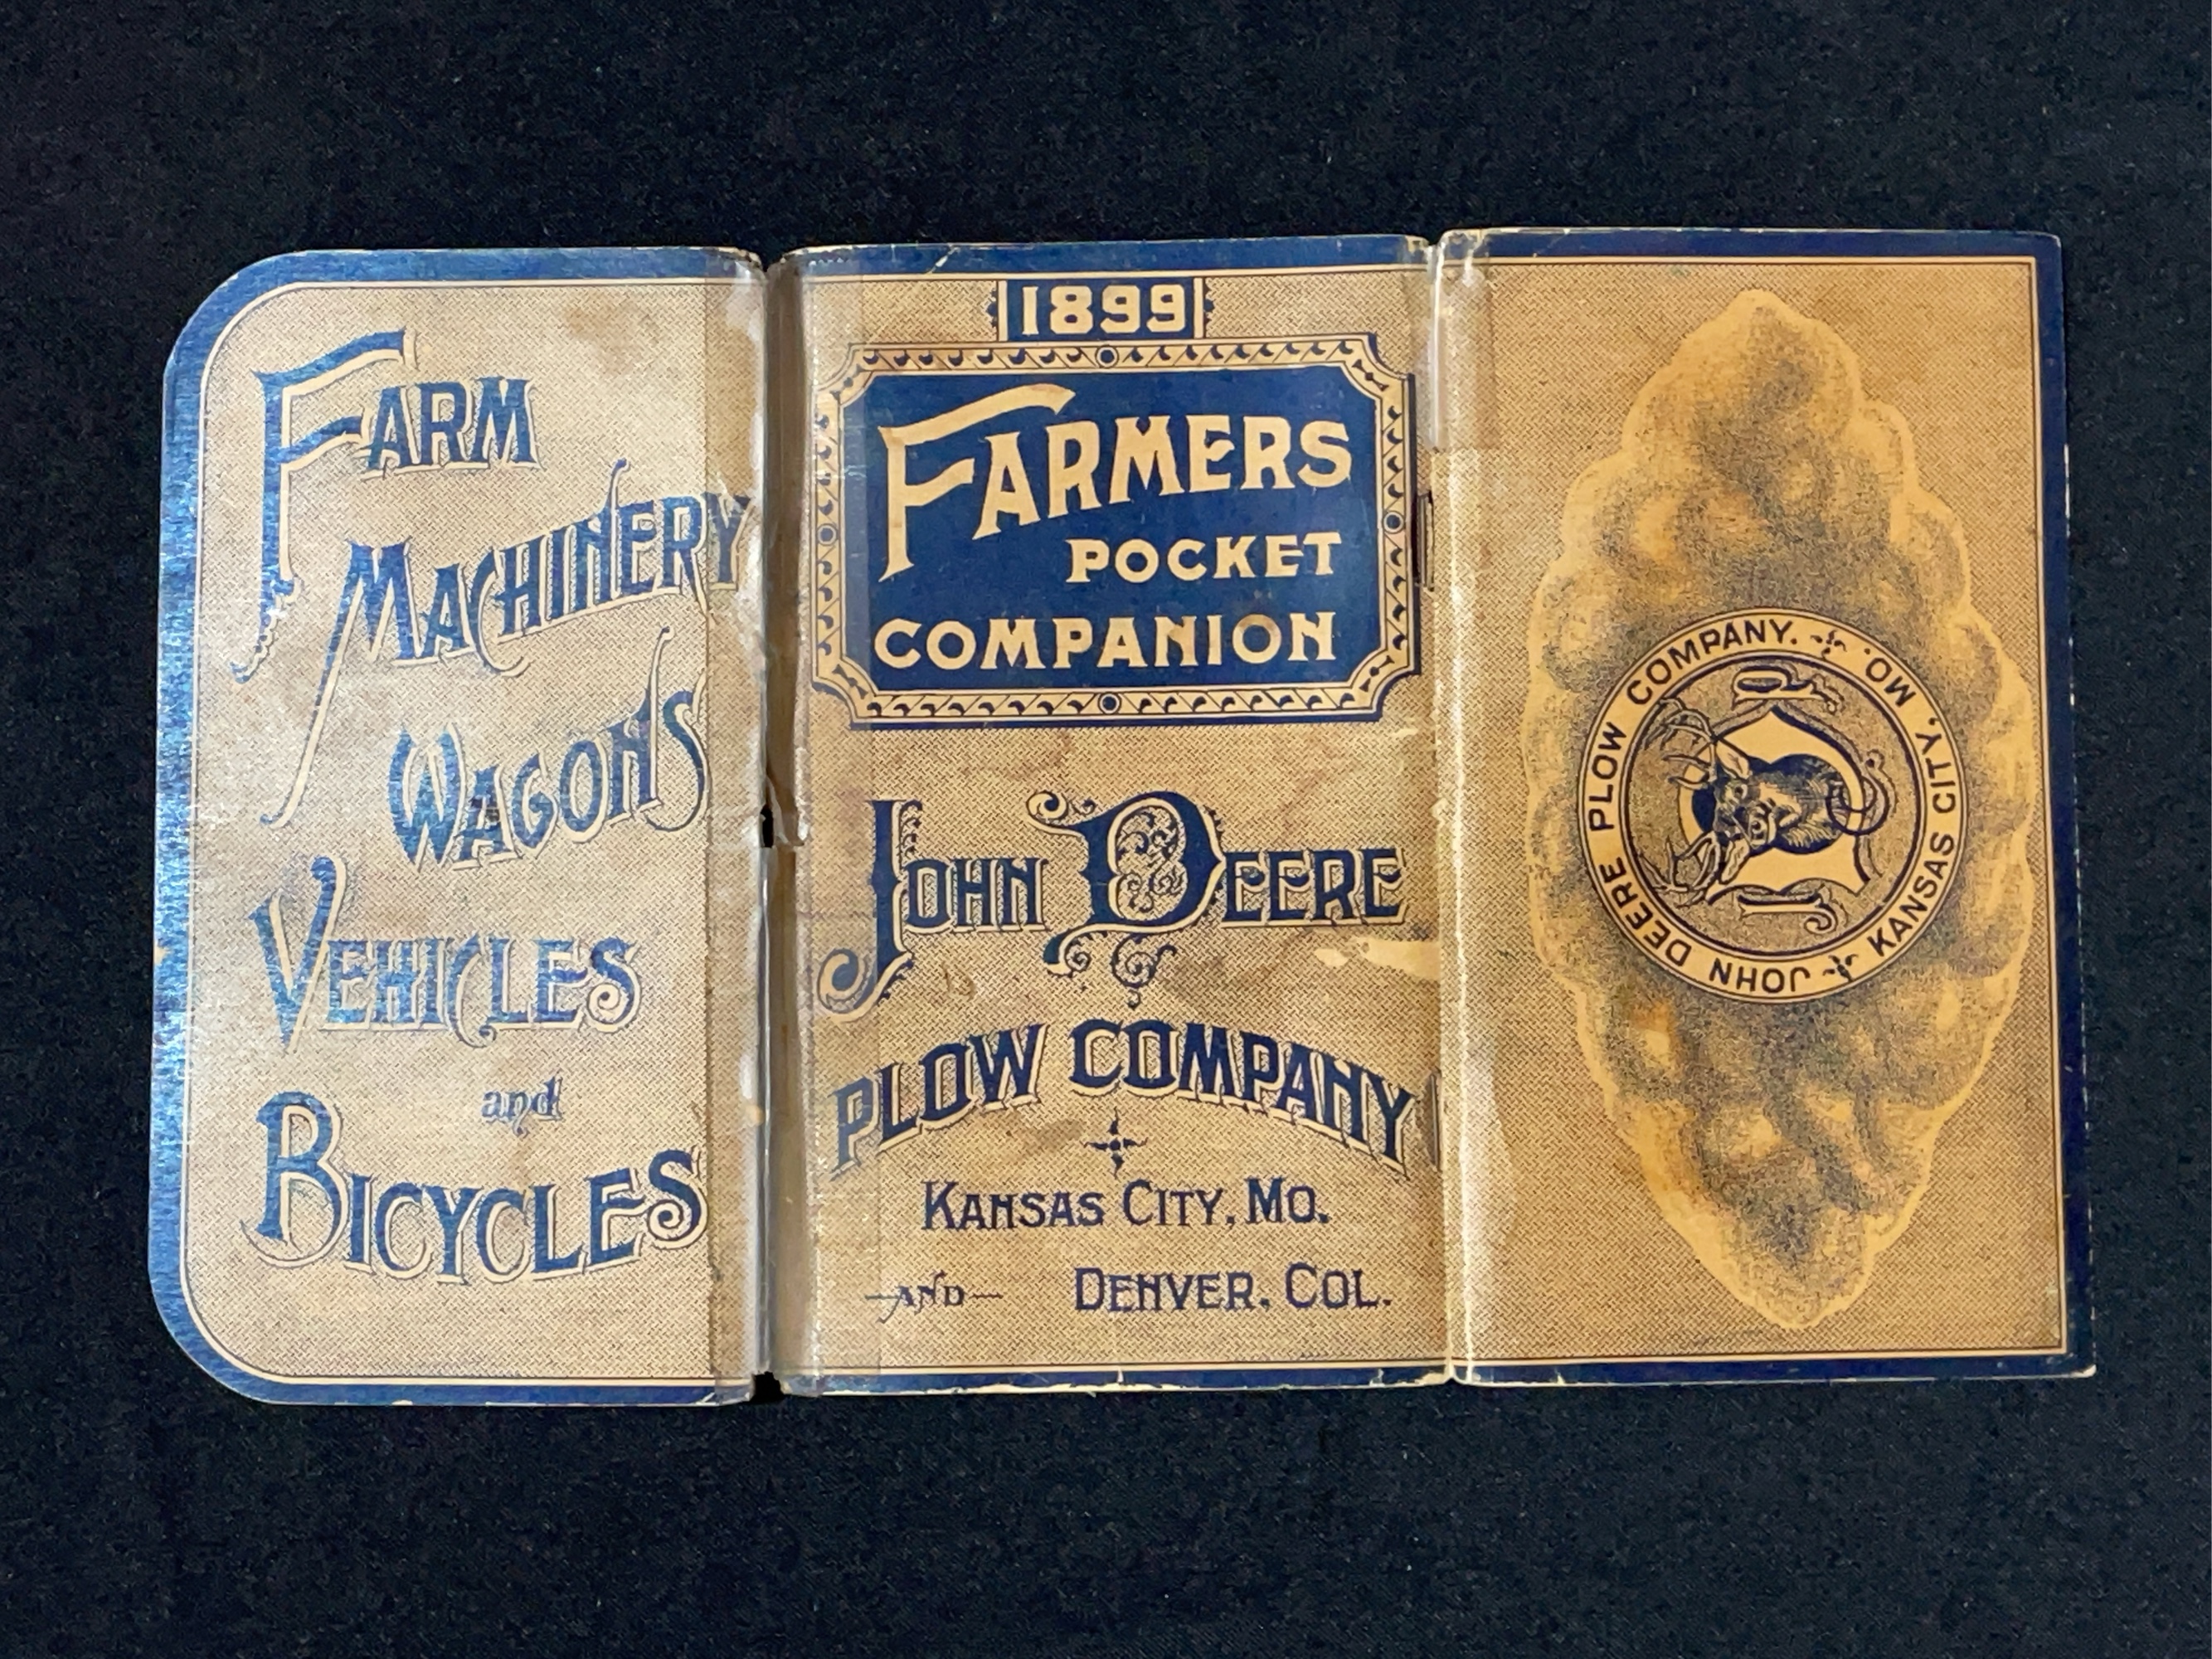 FARM
MACHINERY
WAGONS
VEHICLES
and
BICYCLES
1899
FARMERS
POCKET
COMPANION
JOHN DEERE
PLOW COMPANY
KANSAS CITY, MO.
-AND- DENVER, COL.
JOHN DEERE PLOW COMPANY.
KANSAS CITY, MO.
J D P